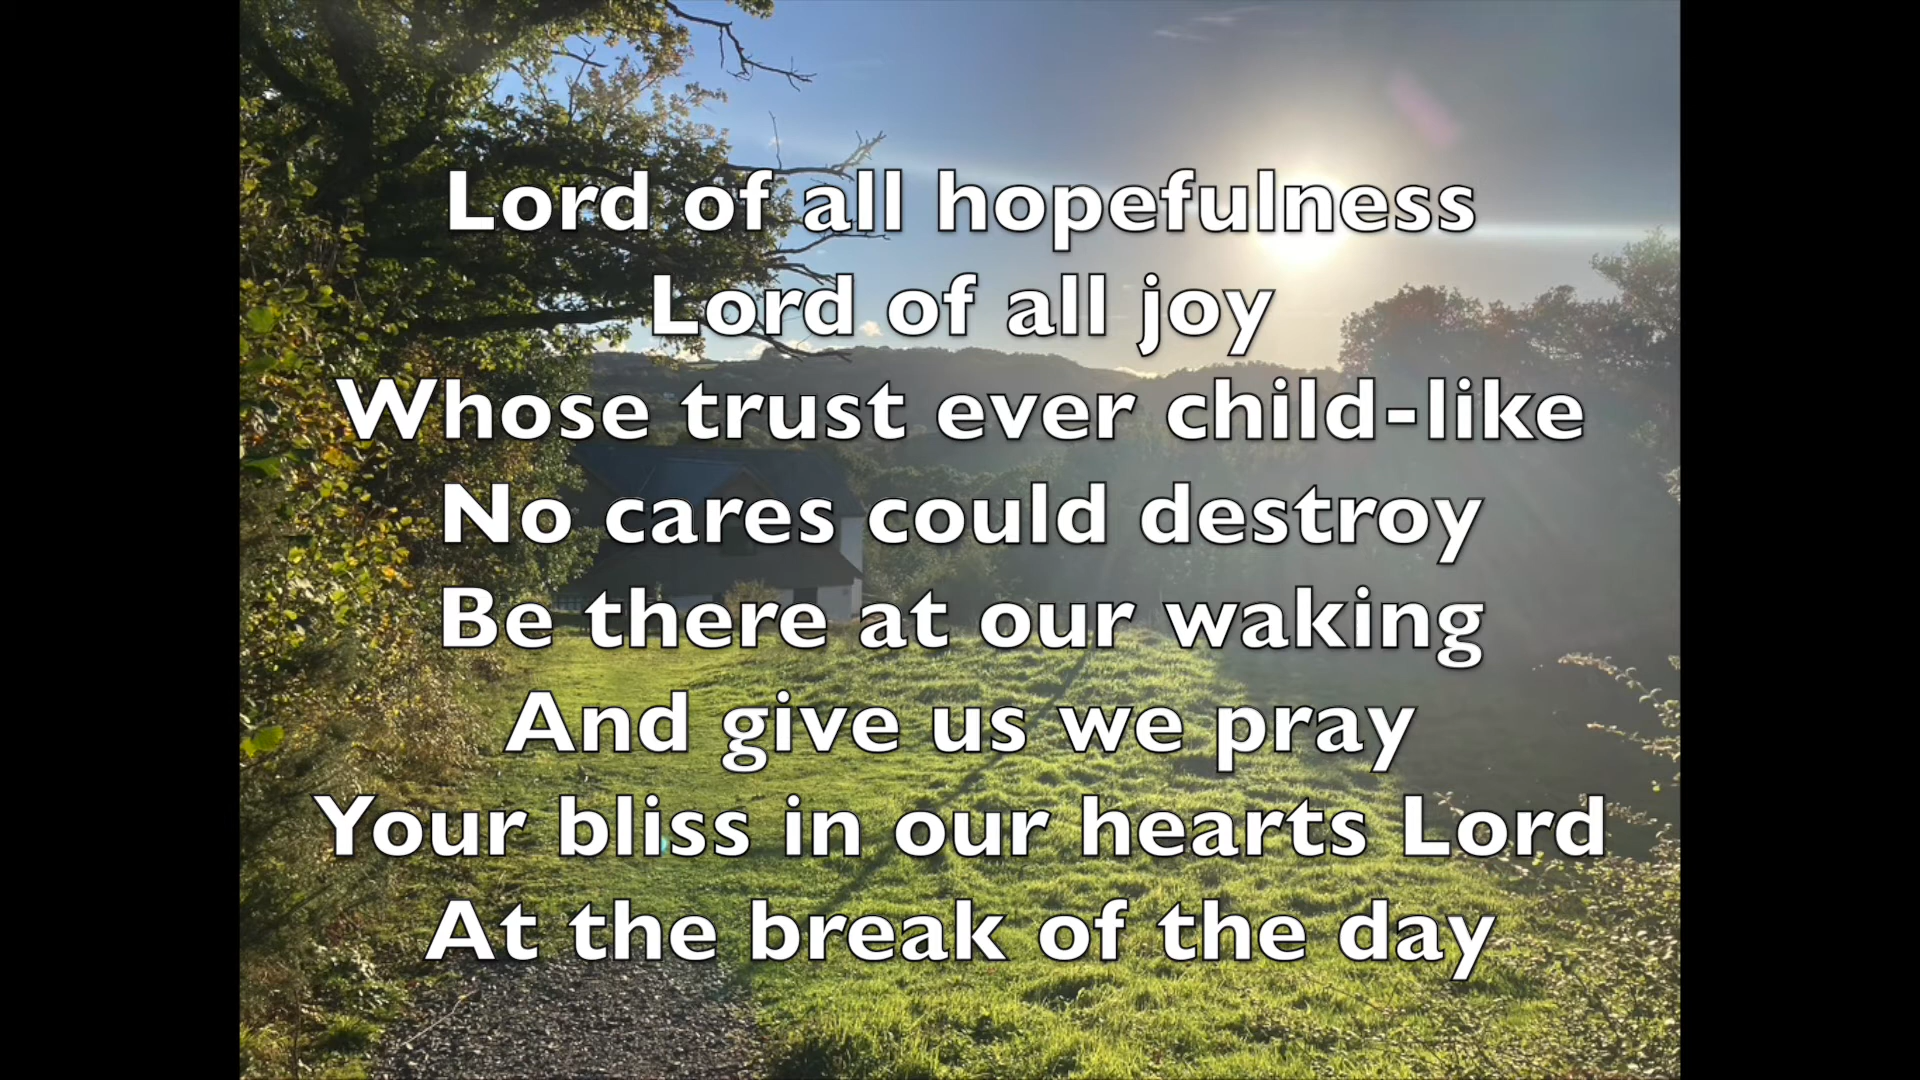 Lord of all hopefulness
Lord of all joy
Whose trust ever child-like
No cares could destroy
Be there at our waking
And give us we pray
Your bliss in our hearts Lord
At the break of the day